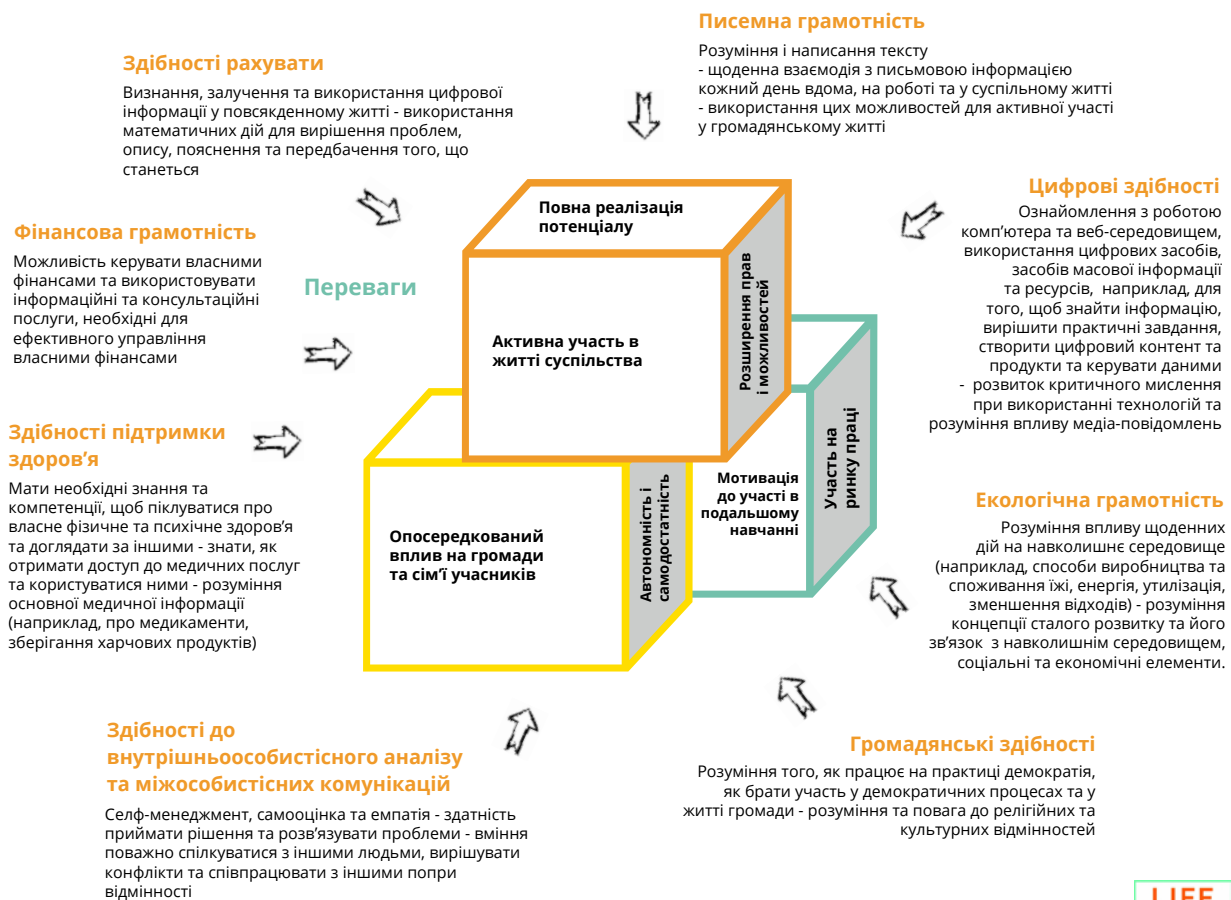 Писемна грамотність
Розуміння і написання тексту
- щоденна взаємодія з письмовою інформацією
кожний день вдома, на роботі та у суспільному житті
- використання цих можливостей для активної участі
у громадянському житті
Здібності рахувати
Визнання, залучення та використання цифрової
інформації у повсякденному житті - використання
математичних дій для вирішення проблем,
опису, пояснення та передбачення того, що
станеться
Цифрові здібності
Ознайомлення з роботою
комп'ютера та веб-середовищем,
використання цифрових засобів,
засобів масової інформації
та ресурсів, наприклад, для
того, щоб знайти інформацію,
вирішити практичні завдання,
створити цифровий контент та
продукти та керувати даними
- розвиток критичного мислення
при використанні технологій та
розуміння впливу медіа-повідомлень
Фінансова грамотність
Можливість керувати власними
фінансами та використовувати
інформаційні та консультаційні
послуги, необхідні для
ефективного управління
власними фінансами
Переваги
Повна реалізація
потенціалу
Активна участь в
житті суспільства
Розширення прав
і можливостей
Опосередкований
вплив на громади
та сім’ї учасників
Автономність і
самодостатність
Мотивація
до участі в
подальшому
навчанні
Участь на
ринку праці
Здібності підтримки
здоров’я
Мати необхідні знання та
компетенції, щоб піклуватися про
власне фізичне та психічне здоров’я
та доглядати за іншими - знати, як
отримати доступ до медичних послуг
та користуватися ними - розуміння
основної медичної інформації
(наприклад, про медикаменти,
зберігання харчових продуктів)
Екологічна грамотність
Розуміння впливу щоденних
дій на навколишнє середовище
(наприклад, способи виробництва та
споживання їжі, енергія, утилізація,
зменшення відходів) - розуміння
концепції сталого розвитку та його
зв’язок з навколишнім середовищем,
соціальні та економічні елементи.
Здібності до
внутрішньоособистісного аналізу
та міжособистісних комунікацій
Селф-менеджмент, самооцінка та емпатія - здатність
приймати рішення та розв’язувати проблеми - вміння
поважно спілкуватися з іншими людьми, вирішувати
конфлікти та співпрацювати з іншими попри
відмінності
Громадянські здібності
Розуміння того, як працює на практиці демократія,
як брати участь у демократичних процесах та у
житті громади - розуміння та повага до релігійних та
культурних відмінностей
LIFE